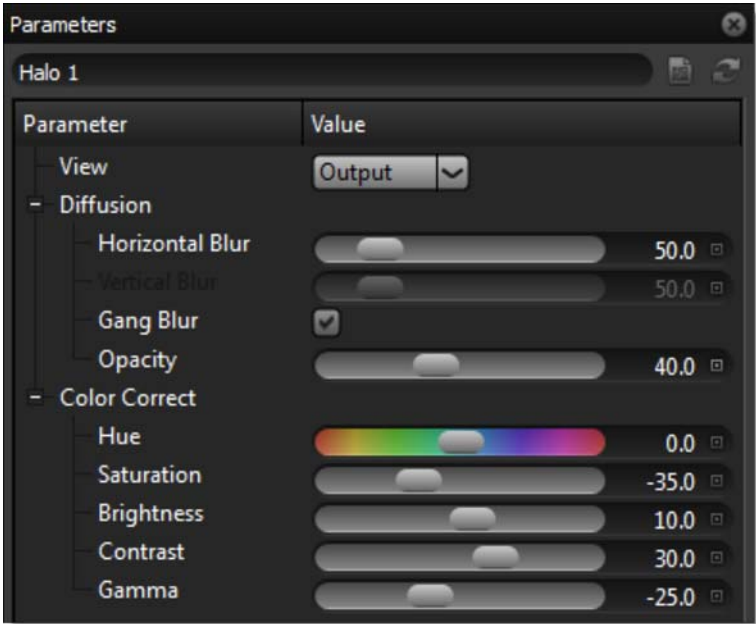 Parameters
Halo 1
Parameter Value
View Output
Diffusion
Horizontal Blur 50.0
Vertical Blur 50.0
Gang Blur
Opacity 40.0
Color Correct
Hue 0.0
Saturation -35.0
Brightness 10.0
Contrast 30.0
Gamma -25.0